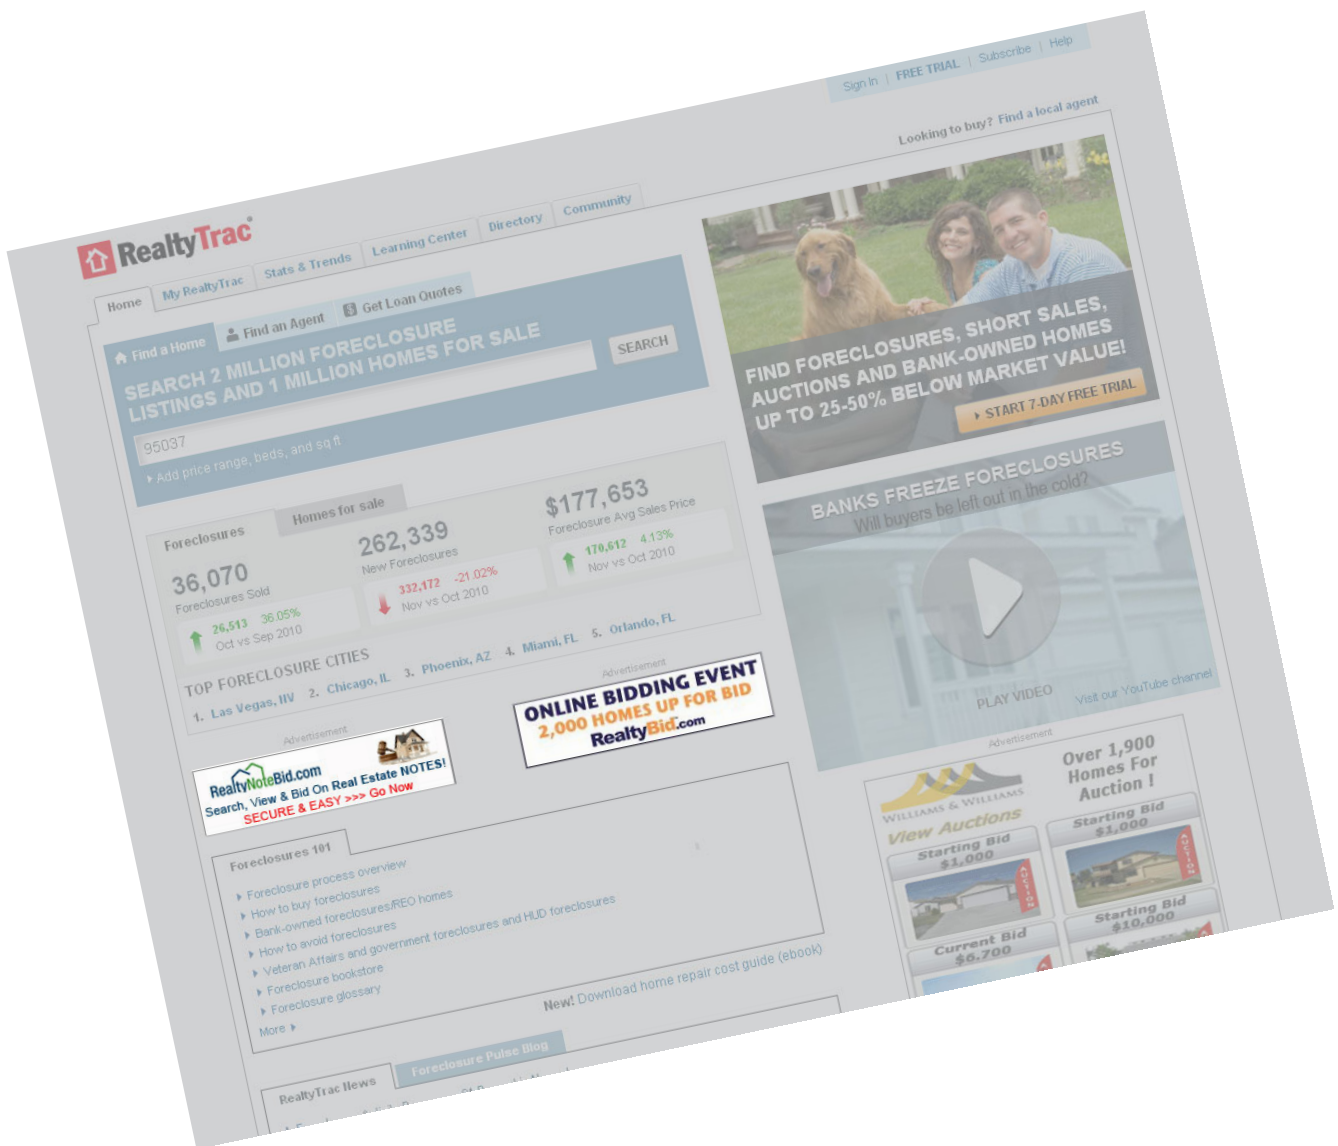 Sign In | FREE TRIAL | Subscribe | Help
Looking to buy? Find a local agent
RealtyTrac
Home
My RealtyTrac
Stats & Trends
Learning Center
Directory
Community
Find a Home
Find an Agent
Get Loan Quotes
SEARCH 2 MILLION FORECLOSURE
LISTINGS AND 1 MILLION HOMES FOR SALE
95037
SEARCH
Add price range, beds, and sq ft
FIND FORECLOSURES, SHORT SALES,
AUCTIONS AND BANK-OWNED HOMES
UP TO 25-50% BELOW MARKET VALUE!
START 7-DAY FREE TRIAL
Foreclosures
Homes for sale
36,070
Foreclosures Sold
26,513 36.05%
Oct vs Sep 2010
262,339
New Foreclosures
332,172 -21.02%
Nov vs Oct 2010
$177,653
Foreclosure Avg Sales Price
170,612 4.13%
Nov vs Oct 2010
TOP FORECLOSURE CITIES
1. Las Vegas, NV 2. Chicago, IL 3. Phoenix, AZ 4. Miami, FL 5. Orlando, FL
BANKS FREEZE FORECLOSURES
Will buyers be left out in the cold?
PLAY VIDEO
Visit our YouTube channel
Advertisement
RealtyNoteBid.com
Search, View & Bid On Real Estate NOTES!
SECURE & EASY >>> Go Now
Advertisement
ONLINE BIDDING EVENT
2,000 HOMES UP FOR BID
RealtyBid.com
Advertisement
WILLIAMS & WILLIAMS
View Auctions
Over 1,900
Homes For
Auction !
Starting Bid
$1,000
AUCTION
Starting Bid
$1,000
AUCTION
Current Bid
$6,700
Starting Bid
$10,000
Foreclosures 101
Foreclosure process overview
How to buy foreclosures
Bank-owned foreclosures/REO homes
How to avoid foreclosures
Veteran Affairs and government foreclosures and HUD foreclosures
Foreclosure bookstore
Foreclosure glossary
More
New! Download home repair cost guide (ebook)
RealtyTrac News
Foreclosure Pulse Blog